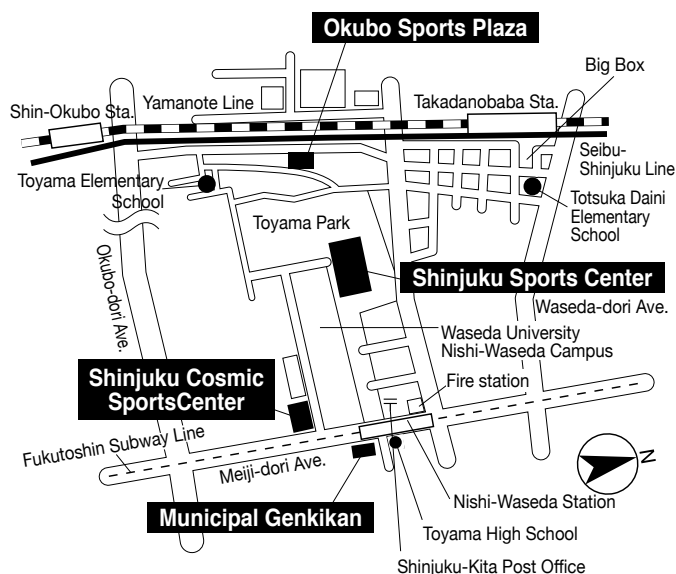 Okubo Sports Plaza
Big Box
Shin-Okubo Sta.
Yamanote Line
Takadanobaba Sta.
Seibu-
Shinjuku Line
Toyama Elementary
School
Totsuka Daini
Elementary
School
Toyama Park
Okubo-dori Ave.
Shinjuku Sports Center
Waseda-dori Ave.
Waseda University
Nishi-Waseda Campus
Shinjuku Cosmic
SportsCenter
Fire station
Fukutoshin Subway Line
Meiji-dori Ave.
N
Nishi-Waseda Station
Municipal Genkikan
Toyama High School
Shinjuku-Kita Post Office